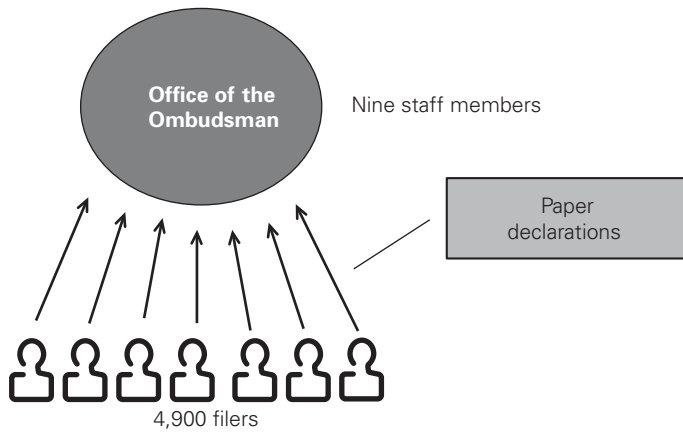 Office of the
Ombudsman
Nine staff members
Paper
declarations
4,900 filers